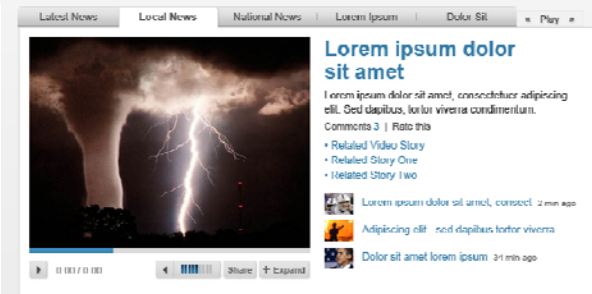 Latest News
Local News
National News
Lorem Ipsum
Dolor Sit
« Play »
Lorem ipsum dolor
sit amet
Lorem ipsum dolor sit amet, consectetuer adipiscing
elit. Sed dapibus, tortor viverra condimentum.
Comments 3 | Rate this
• Related Video Story
• Related Story One
• Related Story Two
Lorem ipsum dolor sit amet, consect 2 min ago
Adipiscing elit sed dapibus tortor viverra
Dolor sit amet lorem ipsum 34 min ago
0:00 / 0:00
Share
+ Expand